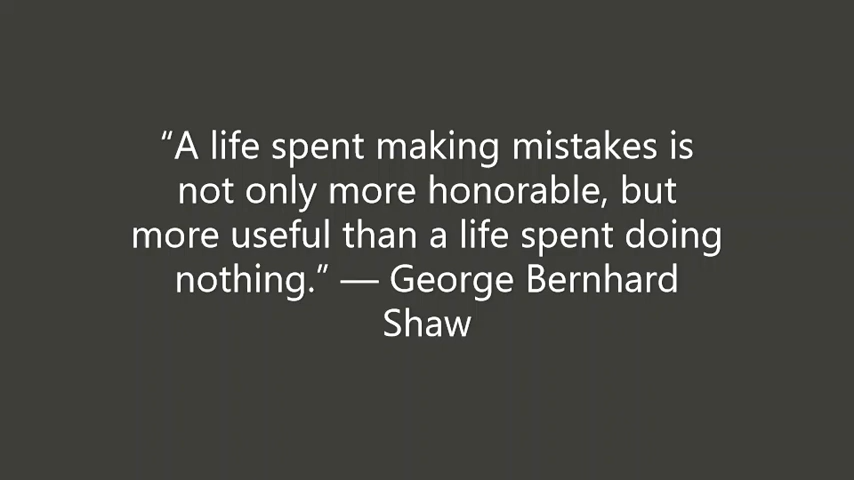 “A life spent making mistakes is
not only more honorable, but
more useful than a life spent doing
nothing.” — George Bernhard
Shaw